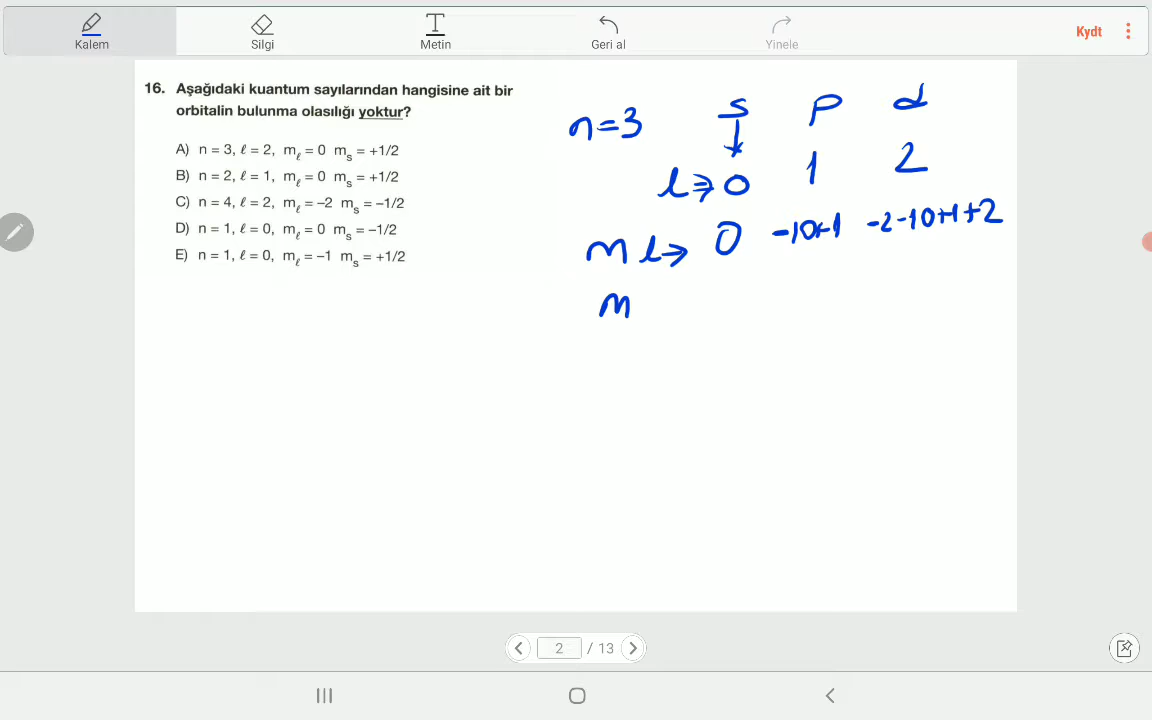 Kalem
Silgi
Metin
Geri al
Yinele
Kydt
16. Aşağıdaki kuantum sayılarından hangisine ait bir
orbitalin bulunma olasılığı yoktur?
A) n = 3, ℓ = 2, mℓ = 0 ms = +1/2
B) n = 2, ℓ = 1, mℓ = 0 ms = +1/2
C) n = 4, ℓ = 2, mℓ = –2 ms = –1/2
D) n = 1, ℓ = 0, mℓ = 0 ms = –1/2
E) n = 1, ℓ = 0, mℓ = –1 ms = +1/2
n=3 s p d
l⇒ 0 1 2
m l→ 0 -1 0 +1 -2 -1 0 +1 +2
m
2 / 13